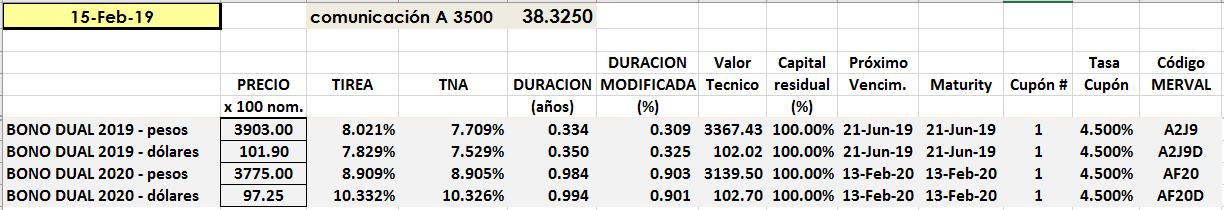 15-Feb-19 comunicación A 3500 38.3250
DURACION Valor Capital Próximo Tasa Código
PRECIO TIREA TNA DURACION MODIFICADA Tecnico residual Vencim. Maturity Cupón # Cupón MERVAL
x 100 nom. (años) (%) (%)
BONO DUAL 2019 - pesos 3903.00 8.021% 7.709% 0.334 0.309 3367.43 100.00% 21-Jun-19 21-Jun-19 1 4.500% A2J9
BONO DUAL 2019 - dólares 101.90 7.829% 7.529% 0.350 0.325 102.02 100.00% 21-Jun-19 21-Jun-19 1 4.500% A2J9D
BONO DUAL 2020 - pesos 3775.00 8.909% 8.905% 0.984 0.903 3139.50 100.00% 13-Feb-20 13-Feb-20 1 4.500% AF20
BONO DUAL 2020 - dólares 97.25 10.332% 10.326% 0.994 0.901 102.70 100.00% 13-Feb-20 13-Feb-20 1 4.500% AF20D